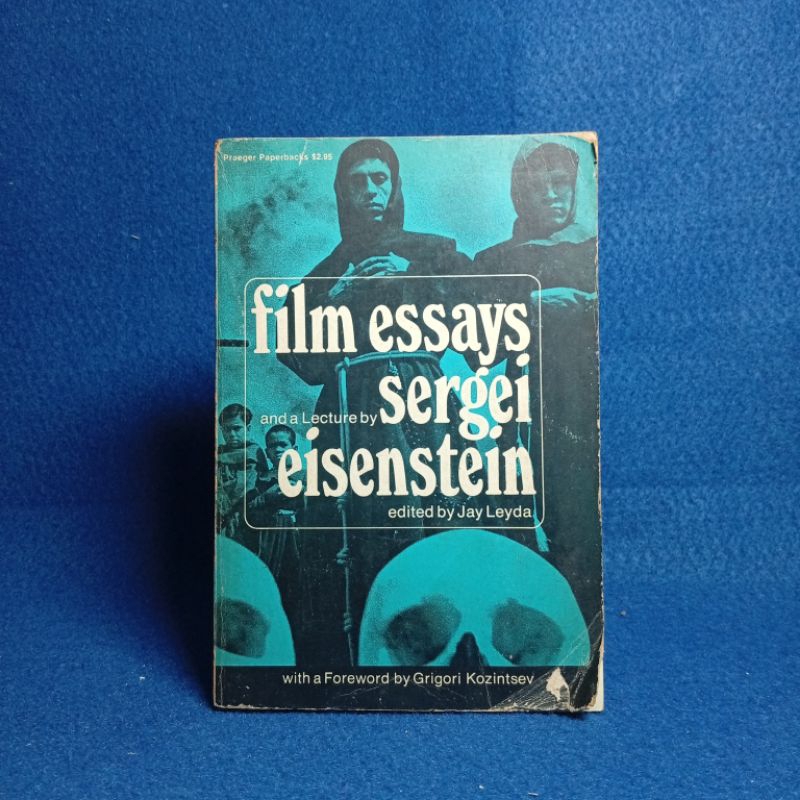 Praeger Paperbacks $2.95
film essays
and a Lecture by sergei
eisenstein
edited by Jay Leyda
with a Foreword by Grigori Kozintsev